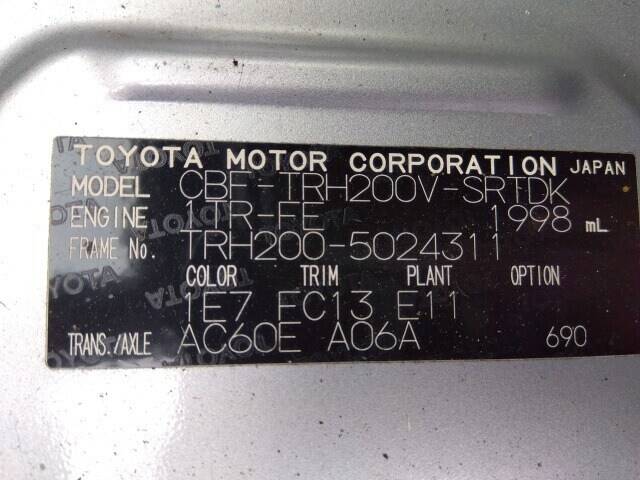 TOYOTA MOTOR CORPORATION JAPAN
MODEL CBF-TRH200V-SRTDK
ENGINE 1TR-FE 1998 mL
FRAME No. TRH200-5024311
COLOR TRIM PLANT OPTION
1E7 FC13 E11
TRANS./AXLE AC60E A06A 690